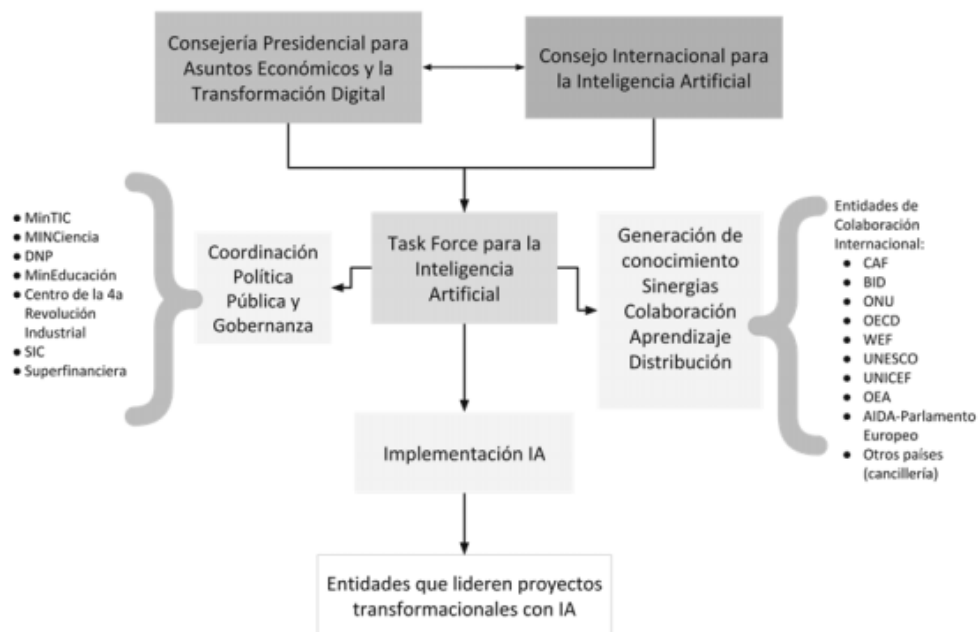 Consejería Presidencial para
Asuntos Económicos y la
Transformación Digital
Consejo Internacional para
la Inteligencia Artificial
● MinTIC
● MINCiencia
● DNP
● MinEducación
● Centro de la 4a
Revolución
Industrial
● SIC
● Superfinanciera
Coordinación
Política
Pública y
Gobernanza
Task Force para la
Inteligencia
Artificial
Generación de
conocimiento
Sinergias
Colaboración
Aprendizaje
Distribución
Entidades de
Colaboración
Internacional:
● CAF
● BID
● ONU
● OECD
● WEF
● UNESCO
● UNICEF
● OEA
● AIDA-Parlamento
Europeo
● Otros países
(cancillería)
Implementación IA
Entidades que lideren proyectos
transformacionales con IA